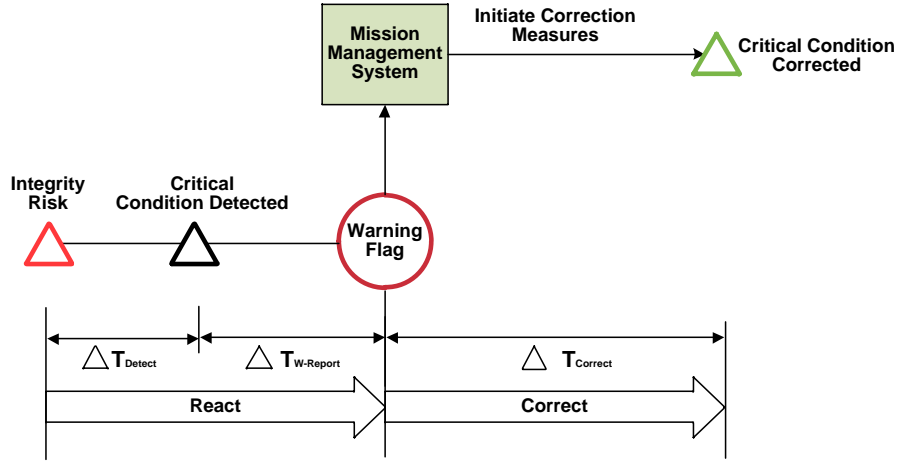 Mission
Management
System
Initiate Correction
Measures
Critical Condition
Corrected
Integrity
Risk
Critical
Condition Detected
Warning
Flag
△ T Detect
△ T W-Report
△ T Correct
React
Correct